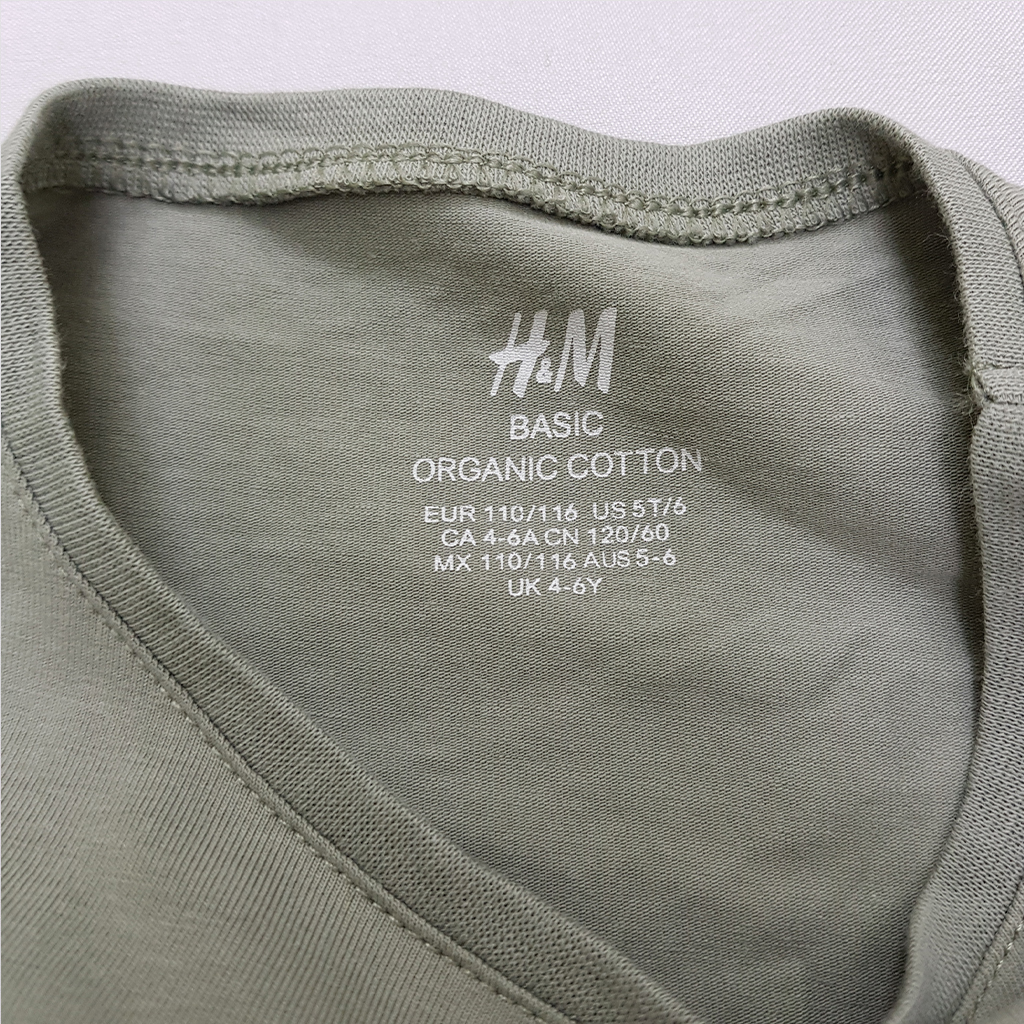 H&M
BASIC
ORGANIC COTTON
EUR 110/116 US 5T/6
CA 4-6A CN 120/60
MX 110/116 AUS 5-6
UK 4-6Y